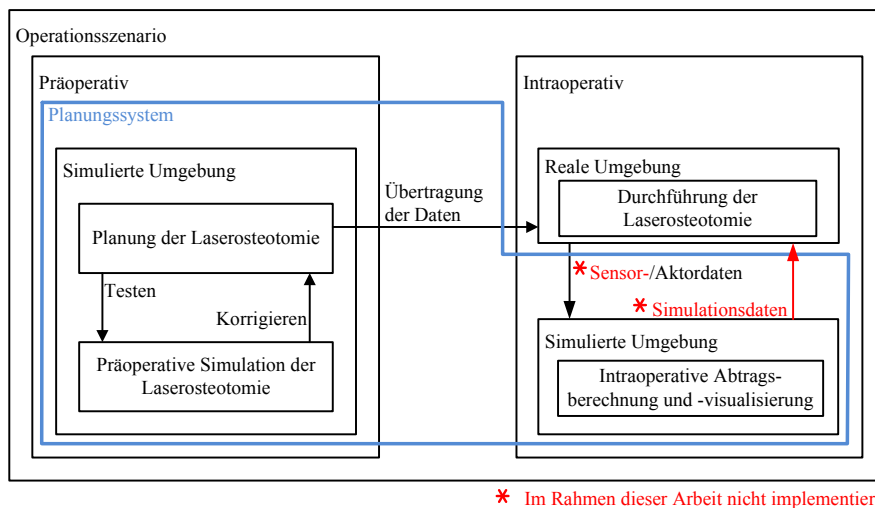 Operationsszenario
Präoperativ
Planungssystem
Simulierte Umgebung
Planung der Laserosteotomie
Testen
Korrigieren
Präoperative Simulation der
Laserosteotomie
Übertragung
der Daten
Intraoperativ
Reale Umgebung
Durchführung der
Laserosteotomie
* Sensor-/Aktordaten
* Simulationsdaten
Simulierte Umgebung
Intraoperative Abtrags-
berechnung und -visualisierung
* Im Rahmen dieser Arbeit nicht implementier